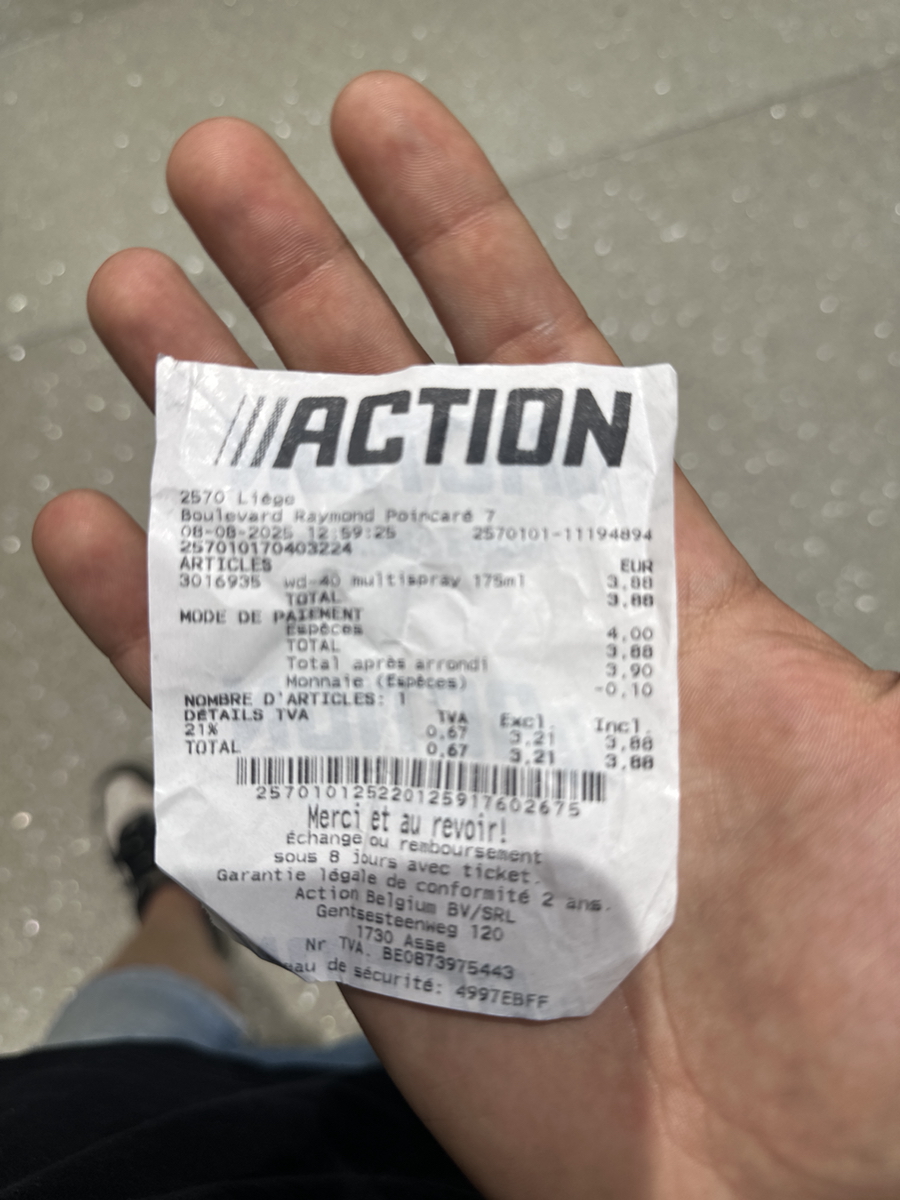 ACTION
2570 Liége
Boulevard Raymond Poincaré 7
08-08-2025 12:59:25 2570101-11194894
257010170403224
ARTICLES EUR
3016935 wd-40 multispray 175ml 3,88
TOTAL 3,88
MODE DE PAIEMENT
Espèces 4,00
TOTAL 3,88
Total après arrondi 3,90
Monnaie (Espèces) -0,10
NOMBRE D'ARTICLES: 1
DÉTAILS TVA TVA Excl. Incl.
21% 0,67 3,21 3,88
TOTAL 0,67 3,21 3,88
257010125220125917602675
Merci et au revoir!
Échange ou remboursement
sous 8 jours avec ticket.
Garantie légale de conformité 2 ans.
Action Belgium BV/SRL
Gentsesteenweg 120
1730 Asse
Nr TVA. BE0873975443
de sécurité: 4997EBFF